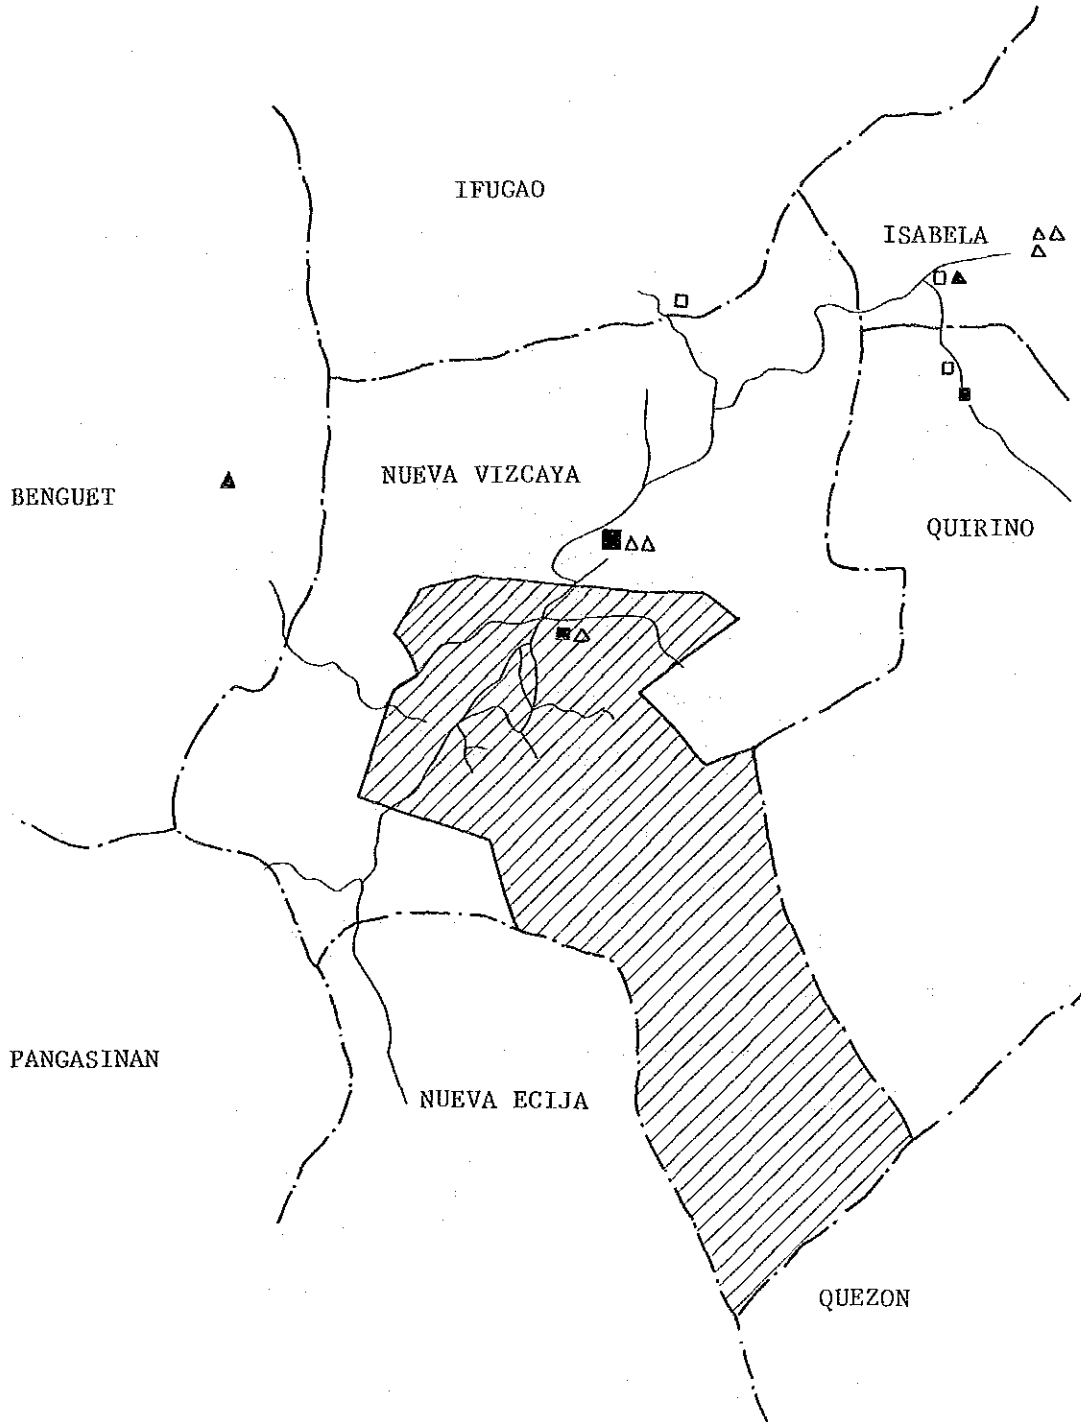 IFUGAO
ISABELA
NUEVA VIZCAYA
BENGUET
QUIRINO
PANGASINAN
NUEVA ECIJA
QUEZON